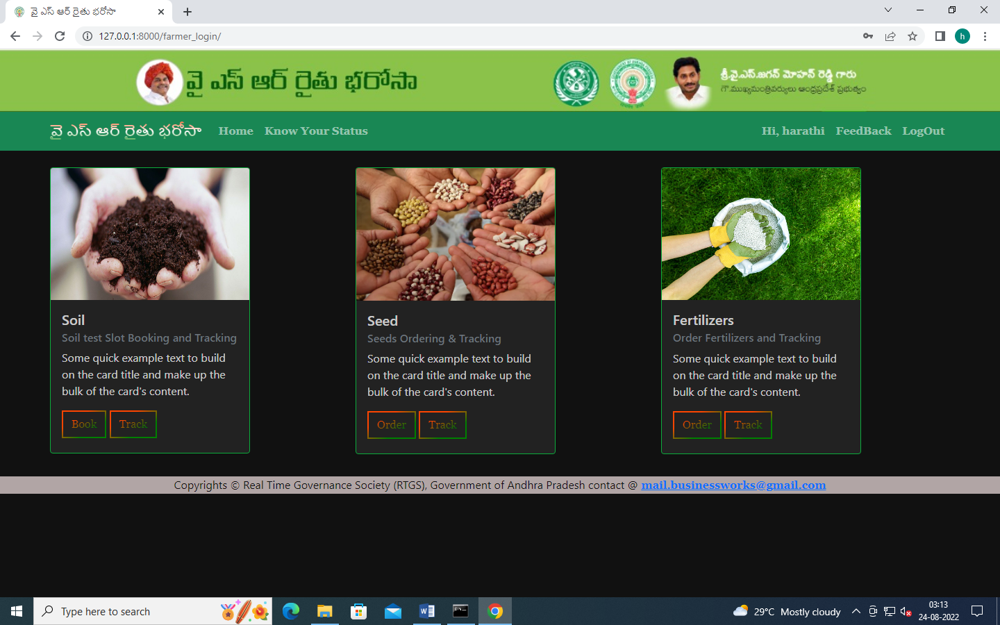 వై ఎస్ ఆర్ రైతు భరోసా
127.0.0.1:8000/farmer_login/
h
వై ఎస్ ఆర్ రైతు భరోసా
శ్రీ.వై.ఎస్.జగన్ మోహన్ రెడ్డి గారు
గౌ.ముఖ్యమంత్రివర్యులు ఆంధ్రప్రదేశ్ ప్రభుత్వం
వై ఎస్ ఆర్ రైతు భరోసా Home Know Your Status Hi, harathi FeedBack LogOut
Soil
Soil test Slot Booking and Tracking
Some quick example text to build
on the card title and make up the
bulk of the card's content.
Book Track
Seed
Seeds Ordering & Tracking
Some quick example text to build
on the card title and make up the
bulk of the card's content.
Order Track
Fertilizers
Order Fertilizers and Tracking
Some quick example text to build
on the card title and make up the
bulk of the card's content.
Order Track
Copyrights © Real Time Governance Society (RTGS), Government of Andhra Pradesh contact @ mail.businessworks@gmail.com
Type here to search
29°C Mostly cloudy
03:13
24-08-2022